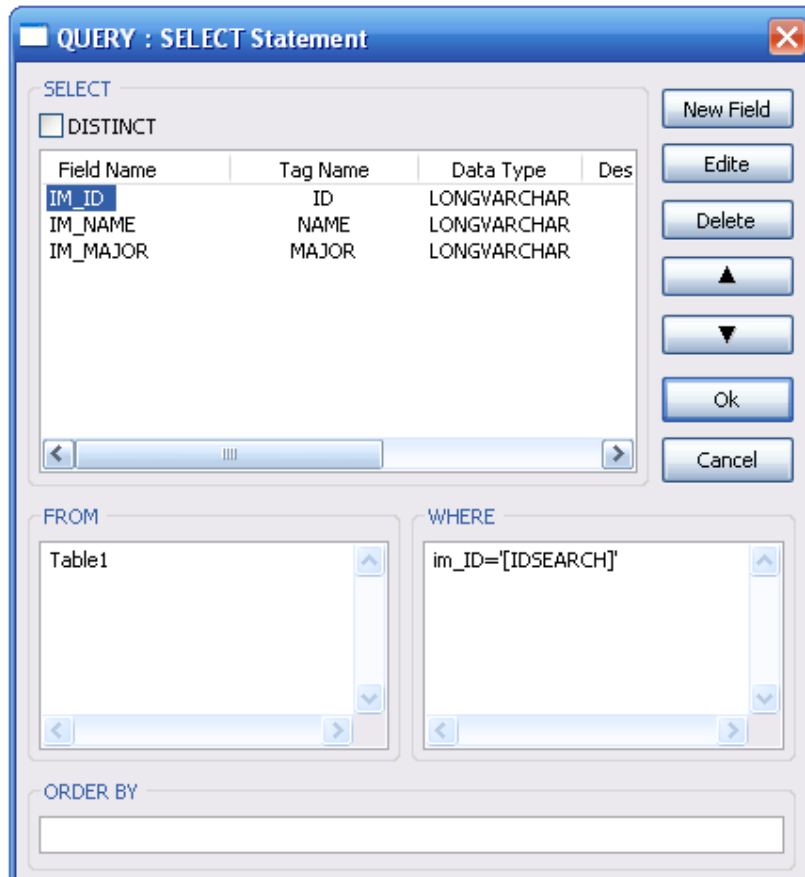 QUERY : SELECT Statement
SELECT
DISTINCT
Field Name Tag Name Data Type Des
IM_ID ID LONGVARCHAR
IM_NAME NAME LONGVARCHAR
IM_MAJOR MAJOR LONGVARCHAR
New Field
Edite
Delete
Ok
Cancel
FROM
Table1
WHERE
im_ID='[IDSEARCH]'
ORDER BY